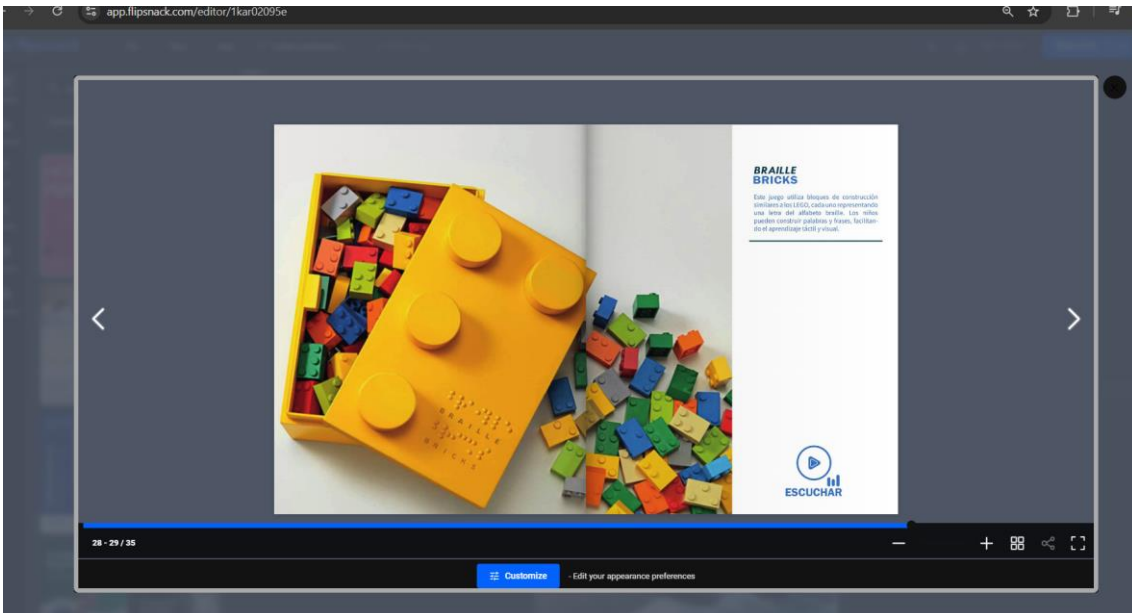 app.flipsnack.com/editor/1kar02095e
BRAILLE
BRICKS
Este juego utiliza bloques de construcción
similares a los LEGO, cada uno representando
una letra del alfabeto braille. Los niños
pueden construir palabras y frases, facilitan-
do el aprendizaje táctil y visual.
BRAILLE
BRICKS
ESCUCHAR
28 - 29 / 35
Customize - Edit your appearance preferences